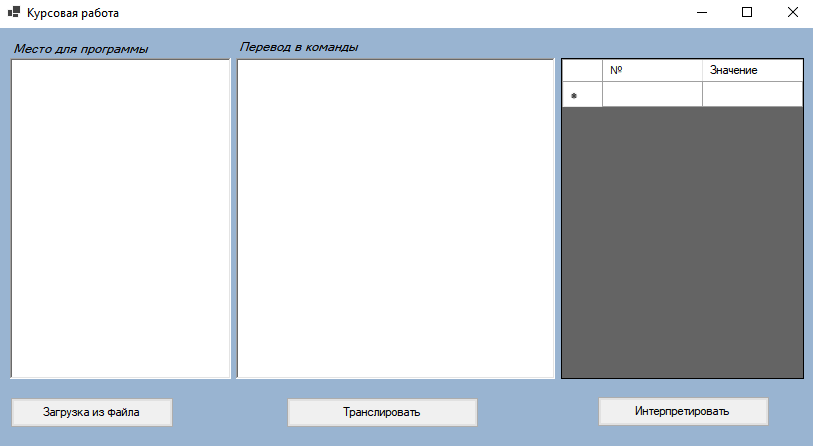 Курсовая работа
Место для программы
Перевод в команды
№ Значение
Загрузка из файла
Транслировать
Интерпретировать